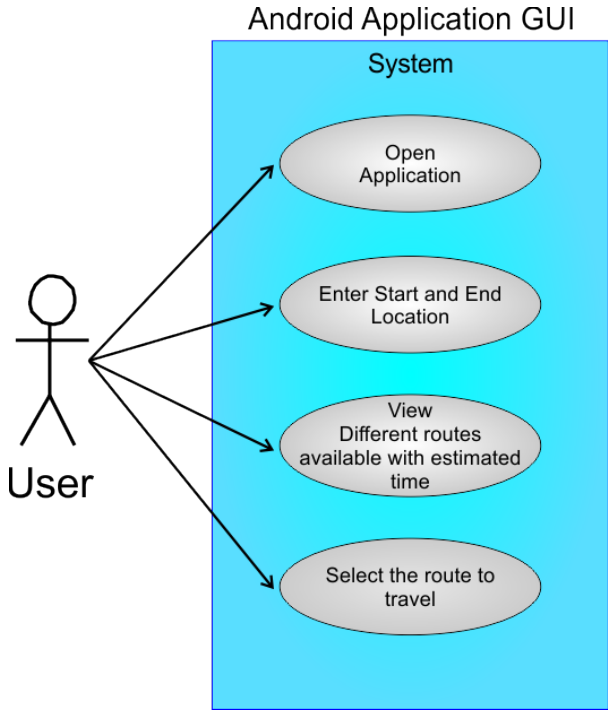 Android Application GUI
System
Open
Application
Enter Start and End
Location
View
Different routes
available with estimated
time
User
Select the route to
travel